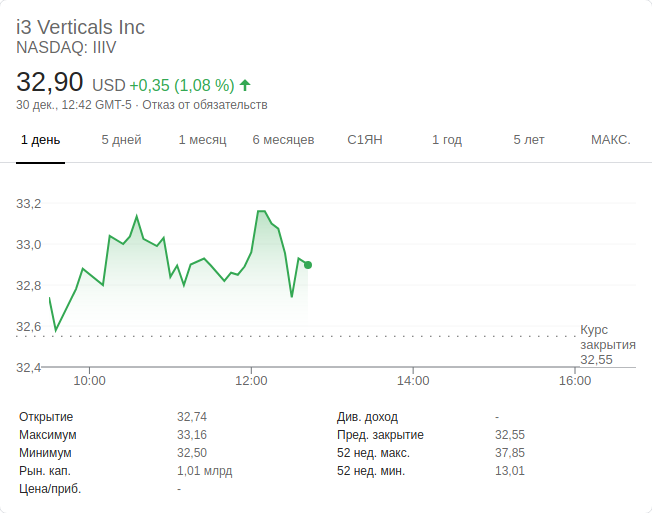 i3 Verticals Inc
NASDAQ: IIIV
32,90 USD +0,35 (1,08 %)
30 дек., 12:42 GMT-5 · Отказ от обязательств
1 день 5 дней 1 месяц 6 месяцев С1ЯН 1 год 5 лет МАКС.
33,2
33,0
32,8
32,6
32,4
Курс
закрытия
32,55
10:00 12:00 14:00 16:00
Открытие 32,74 Див. доход -
Максимум 33,16 Пред. закрытие 32,55
Минимум 32,50 52 нед. макс. 37,85
Рын. кап. 1,01 млрд 52 нед. мин. 13,01
Цена/приб. -